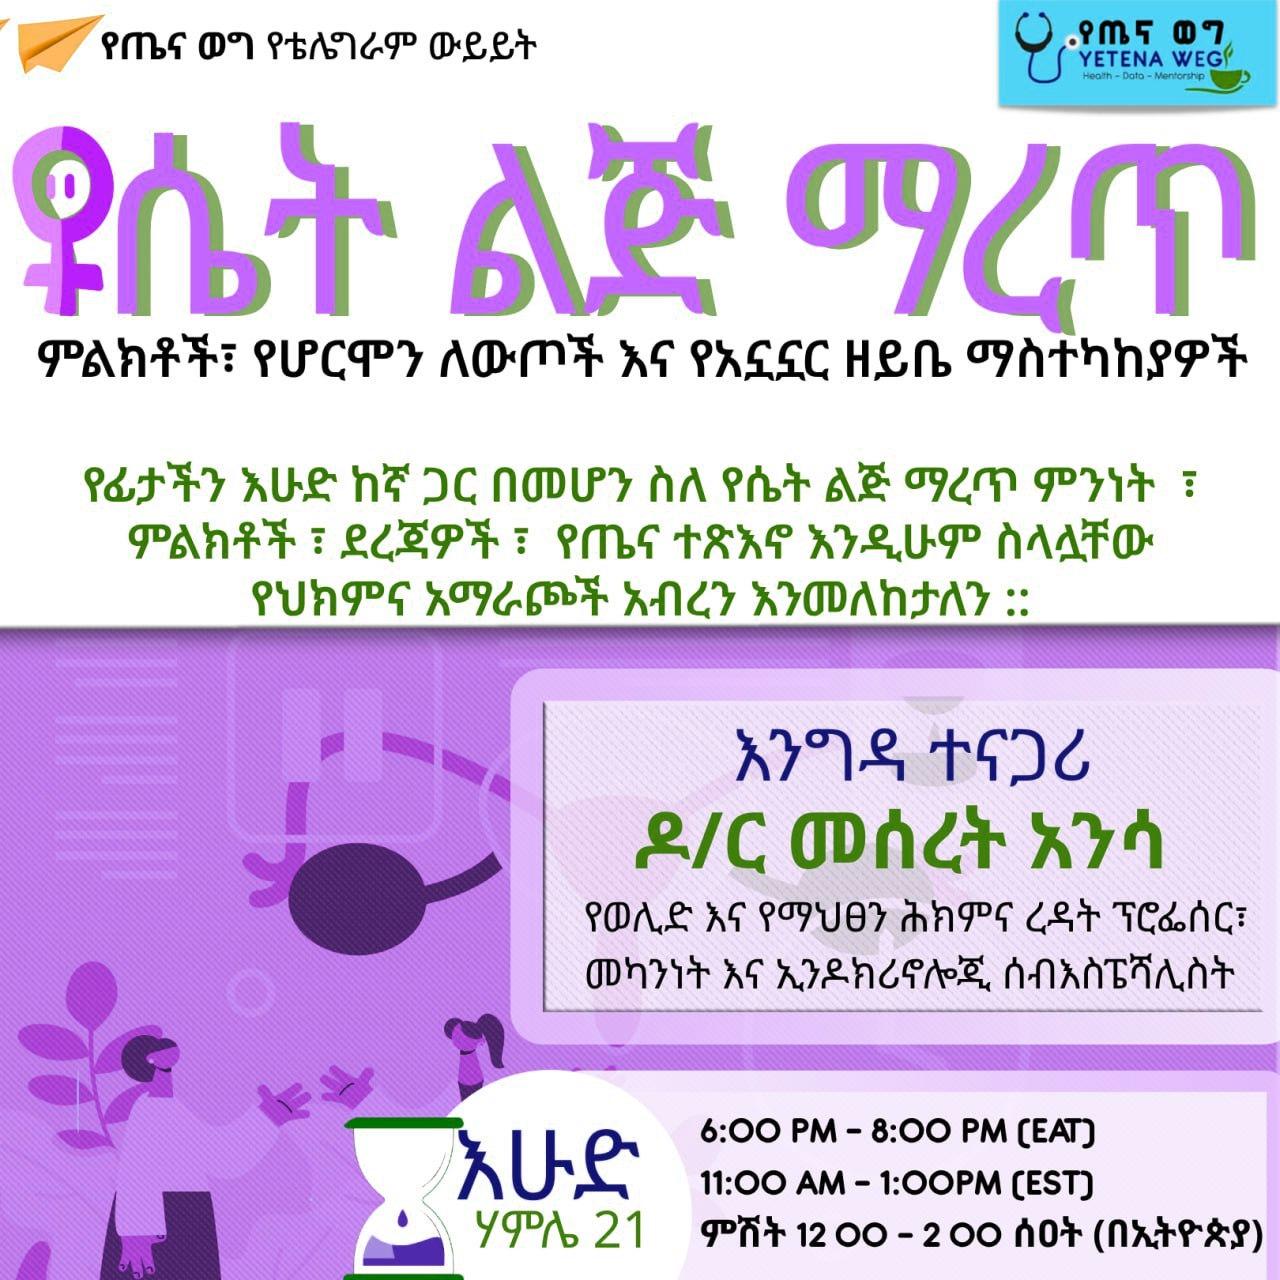 የጤና ወግ የቴሌግራም ውይይት
የጤና ወግ
YETENA WEG
Health - Data - Mentorship
የሴት ልጅ ማረጥ
ምልክቶች፣ የሆርሞን ለውጦች እና የአኗኗር ዘይቤ ማስተካከያዎች
የፊታችን እሁድ ከኛ ጋር በመሆን ስለ የሴት ልጅ ማረጥ ምንነት ፣
ምልክቶች ፣ ደረጃዎች ፣ የጤና ተጽእኖ እንዲሁም ስላሏቸው
የህክምና አማራጮች አብረን እንመለከታለን ፡፡
እንግዳ ተናጋሪ
ዶ/ር መሰረት አንሳ
የወሊድ እና የማህፀን ሕክምና ረዳት ፕሮፌሰር፣
መካንነት እና ኢንዶክሪኖሎጂ ሰብእስፔሻሊስት
እሁድ
ሃምሌ 21
6:00 PM - 8:00 PM (EAT)
11:00 AM - 1:00PM (EST)
ምሽት 12 00 - 2 00 ሰዐት (በኢትዮጵያ)